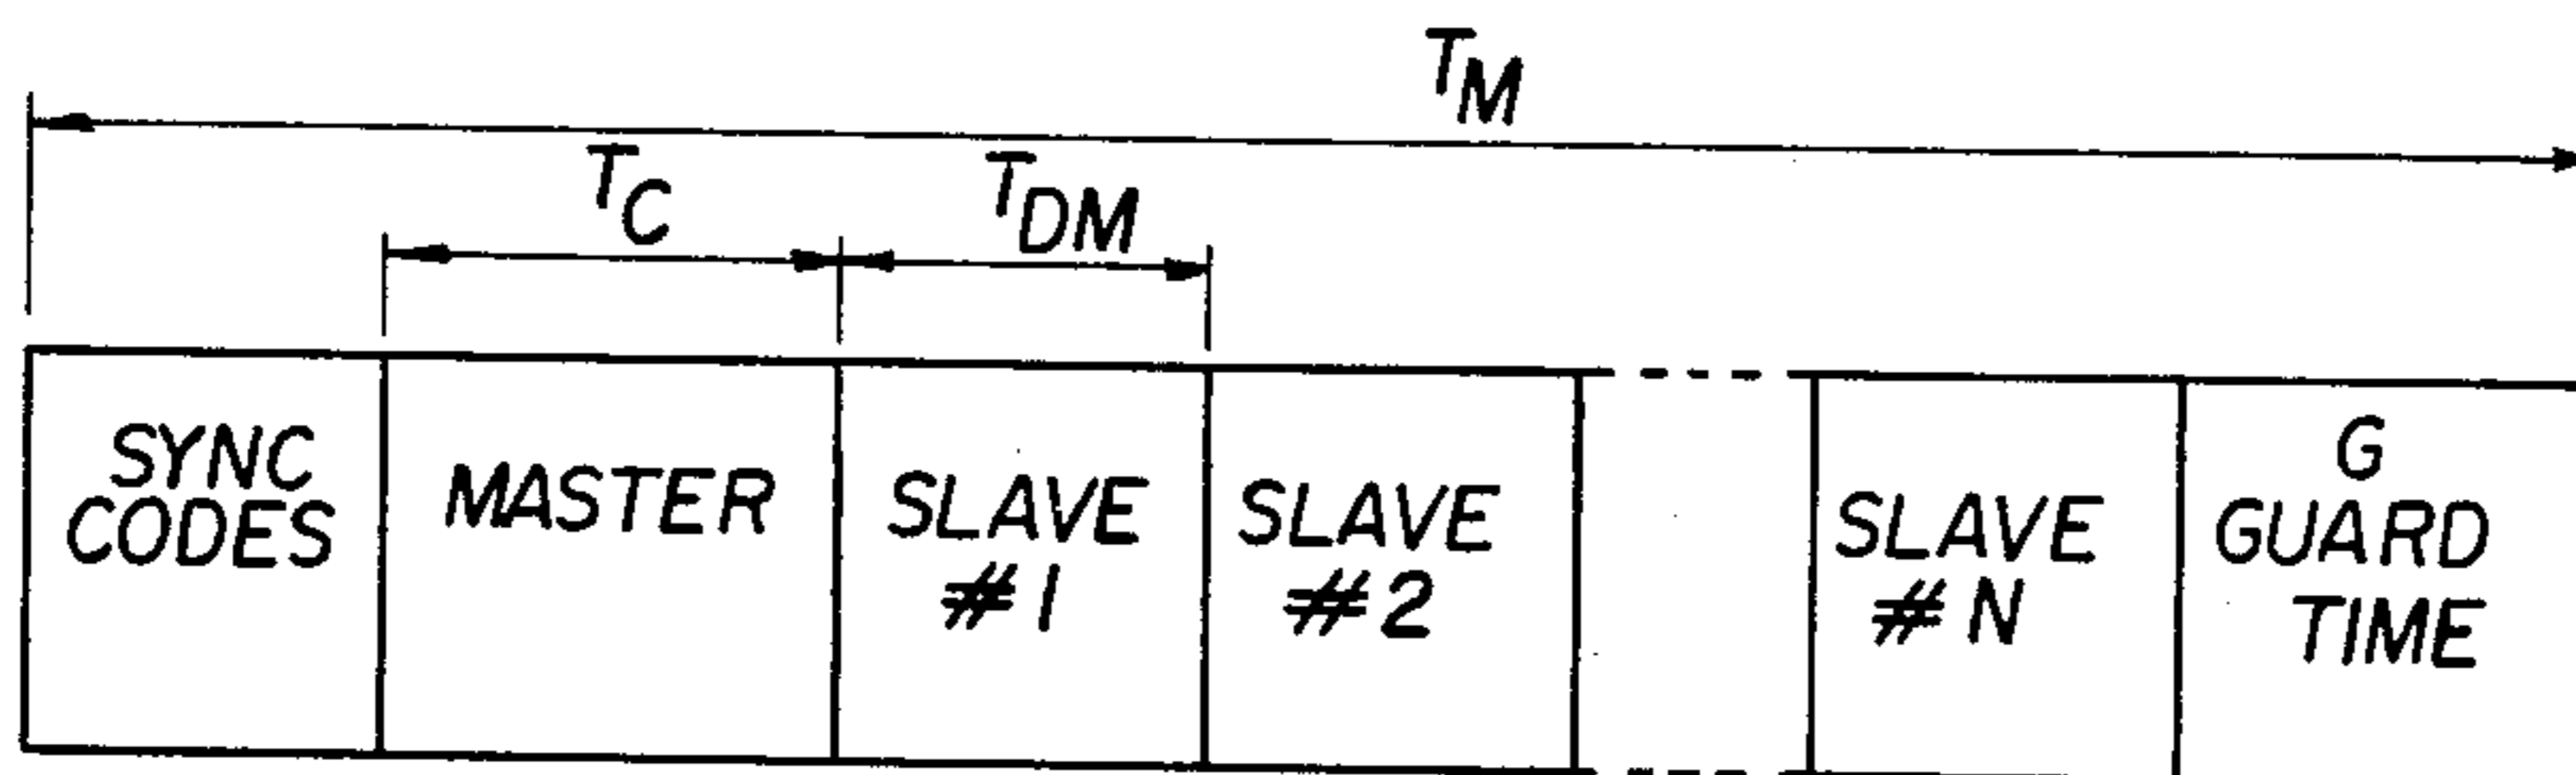 T_M
T_C T_DM
SYNC
CODES
MASTER
SLAVE
#1
SLAVE
#2
SLAVE
#N
G
GUARD
TIME